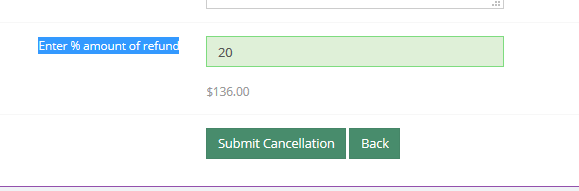 Enter % amount of refund
20
$136.00
Submit Cancellation
Back